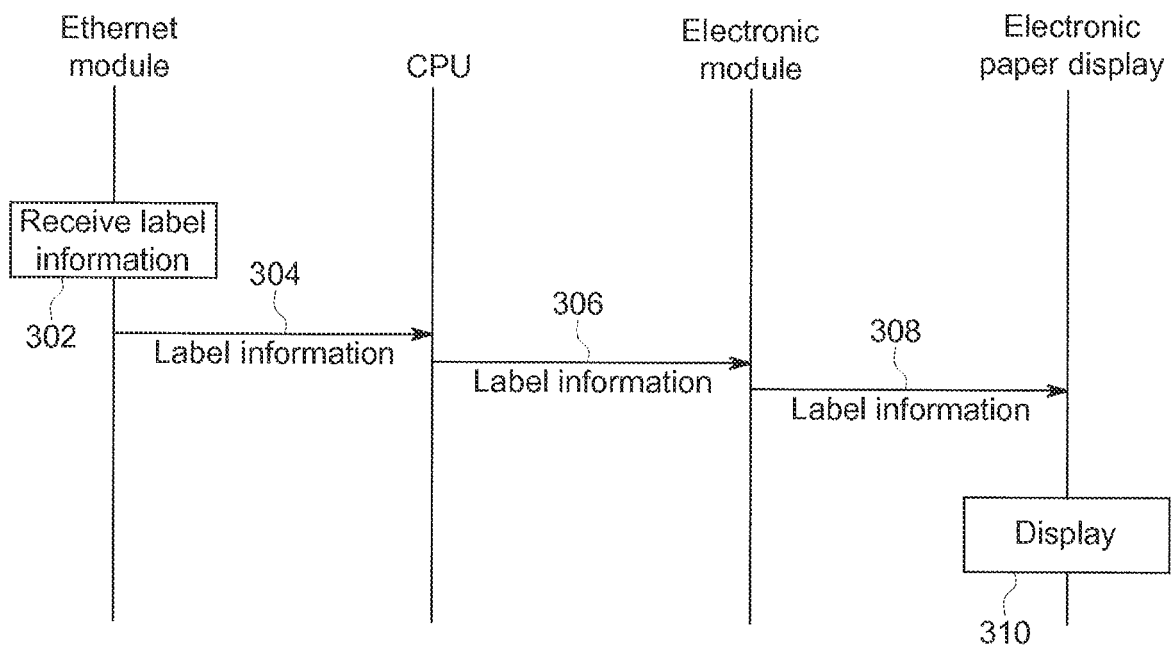 Ethernet
module
CPU
Electronic
module
Electronic
paper display
Receive label
information
302
304
Label information
306
Label information
308
Label information
Display
310